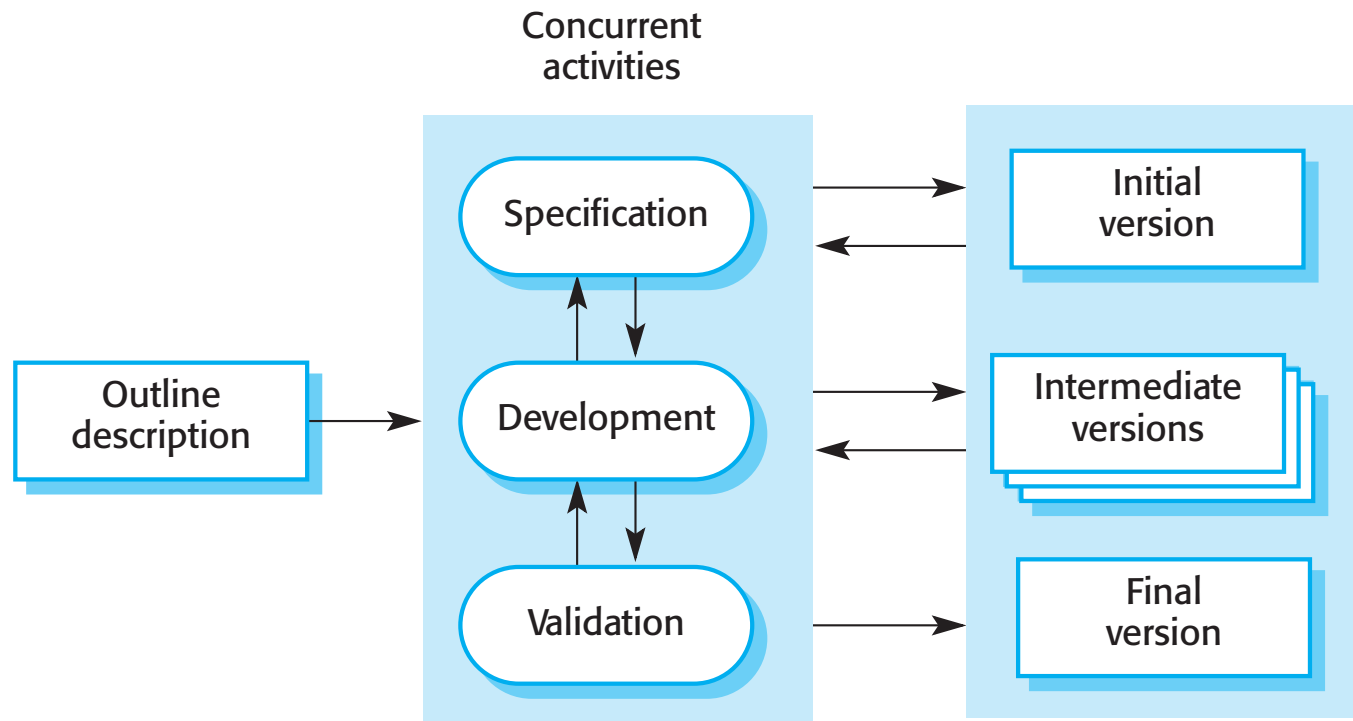 Concurrent
activities
Outline
description
Specification
Development
Validation
Initial
version
Intermediate
versions
Final
version